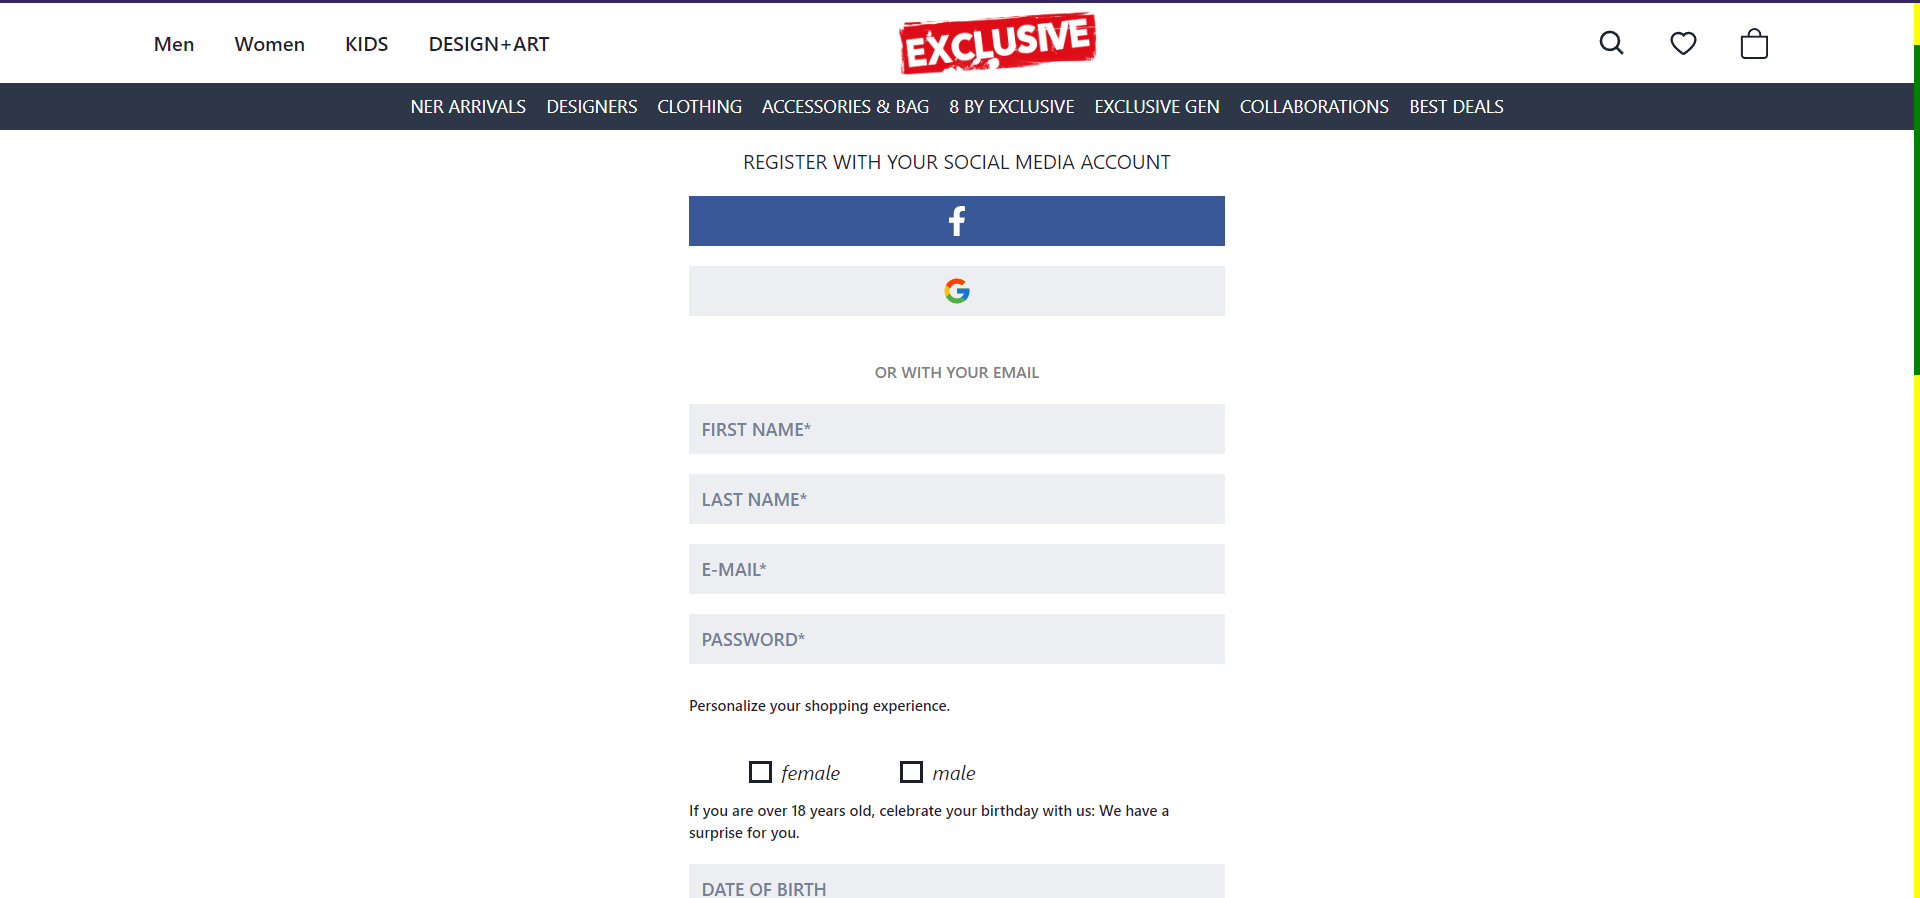 Men Women KIDS DESIGN+ART EXCLUSIVE
NER ARRIVALS DESIGNERS CLOTHING ACCESSORIES & BAG 8 BY EXCLUSIVE EXCLUSIVE GEN COLLABORATIONS BEST DEALS
REGISTER WITH YOUR SOCIAL MEDIA ACCOUNT
OR WITH YOUR EMAIL
FIRST NAME*
LAST NAME*
E-MAIL*
PASSWORD*
Personalize your shopping experience.
female male
If you are over 18 years old, celebrate your birthday with us: We have a
surprise for you.
DATE OF BIRTH